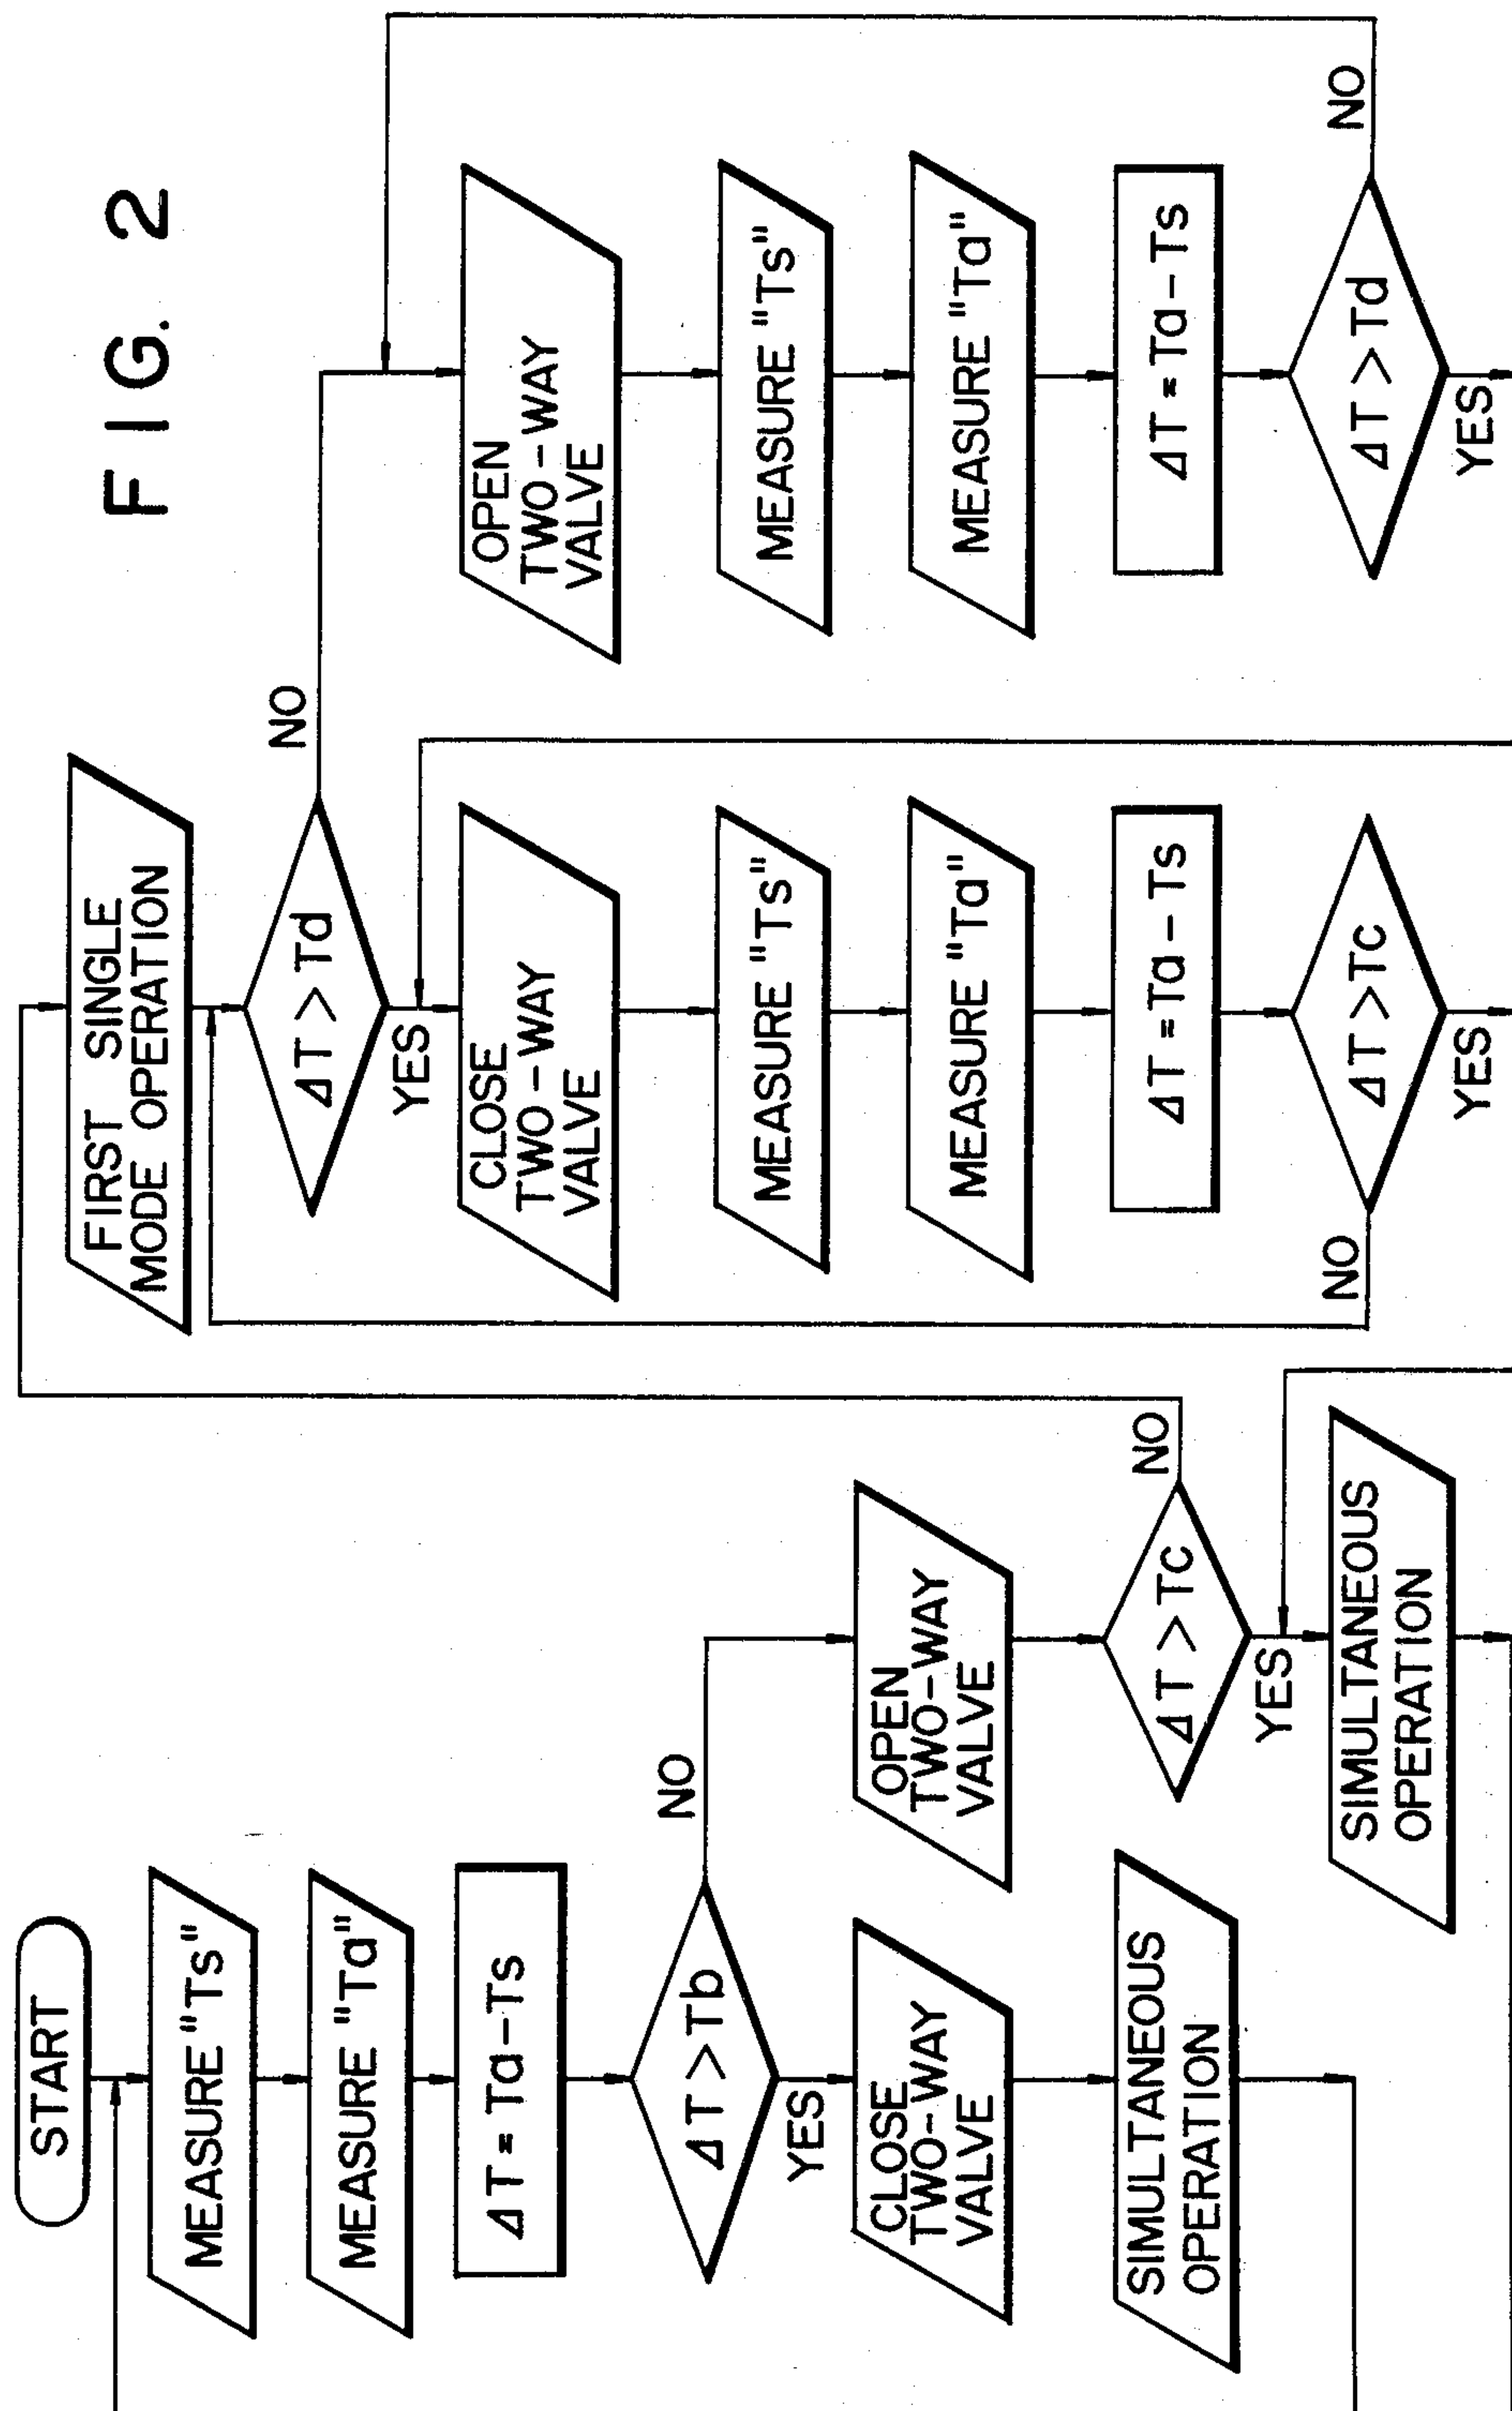 FIG. 2
START
MEASURE "Ts"
MEASURE "Ta"
ΔT = Ta - Ts
ΔT > Tb
NO
YES
CLOSE
TWO-WAY
VALVE
SIMULTANEOUS
OPERATION
OPEN
TWO-WAY
VALVE
ΔT > Tc
NO
YES
SIMULTANEOUS
OPERATION
FIRST SINGLE
MODE OPERATION
ΔT > Td
NO
YES
CLOSE
TWO-WAY
VALVE
MEASURE "Ts"
MEASURE "Ta"
ΔT = Ta - Ts
ΔT > Tc
NO
YES
OPEN
TWO-WAY
VALVE
MEASURE "Ts"
MEASURE "Ta"
ΔT = Ta - Ts
ΔT > Td
NO
YES